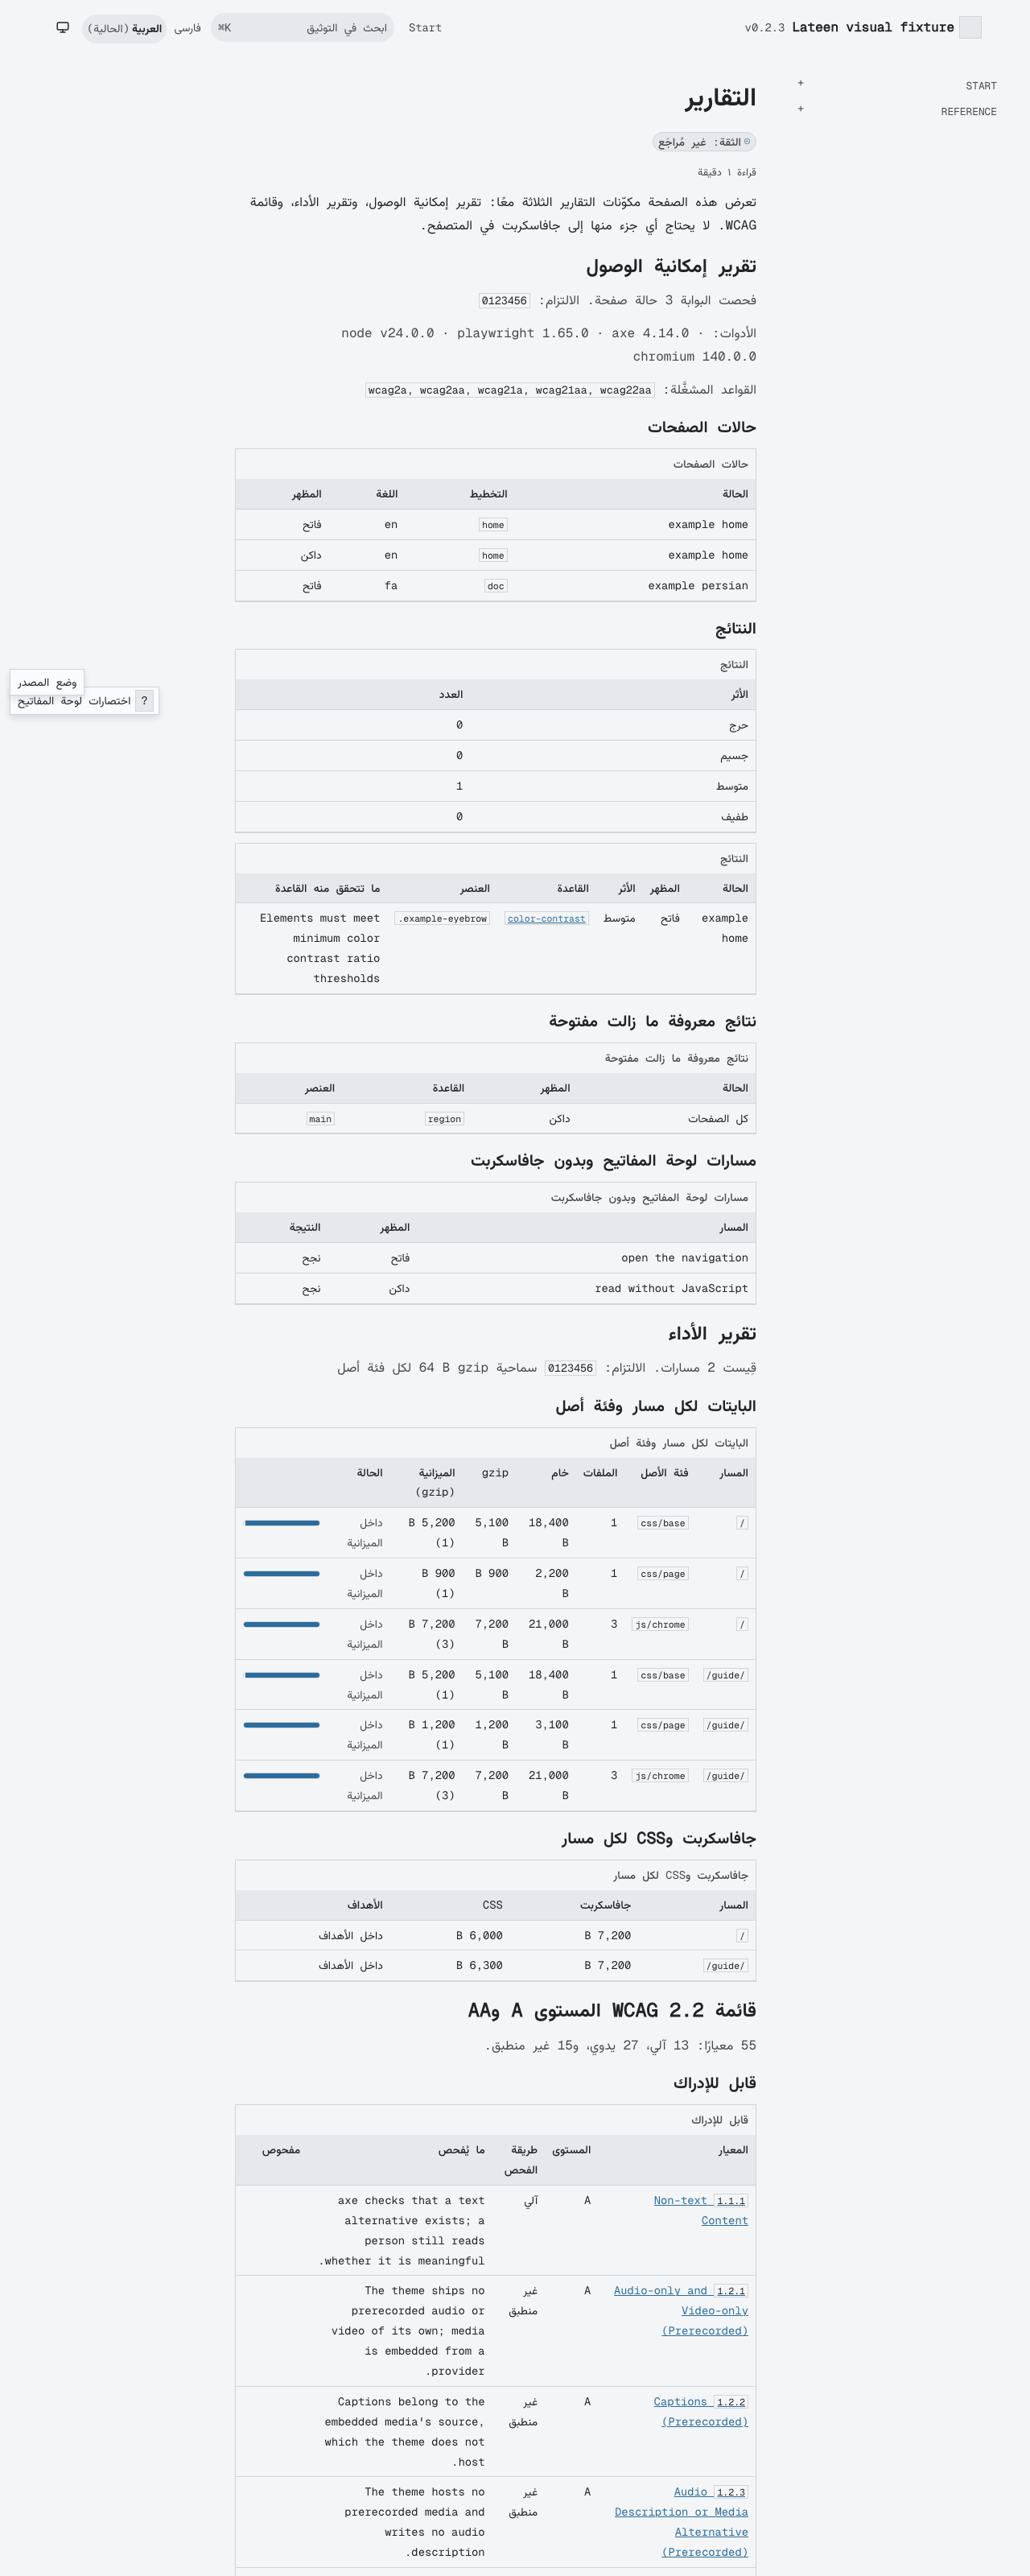 Lateen visual fixture v0.2.3
Start
ابحث في التوثيق ⌘K
فارسی
العربية (الحالية)
START +
REFERENCE +
التقارير
الثقة: غير مُراجَع
قراءة ١ دقيقة
تعرض هذه الصفحة مكوّنات التقارير الثلاثة معًا: تقرير إمكانية الوصول، وتقرير الأداء، وقائمة
WCAG. لا يحتاج أي جزء منها إلى جافاسكربت في المتصفح.
تقرير إمكانية الوصول
فحصت البوابة 3 حالة صفحة. الالتزام: 0123456
الأدوات: node v24.0.0 · playwright 1.65.0 · axe 4.14.0 ·
chromium 140.0.0
القواعد المشغَّلة: wcag2a, wcag2aa, wcag21a, wcag21aa, wcag22aa
حالات الصفحات
حالات الصفحات
الحالة التخطيط اللغة المظهر
example home home en فاتح
example home home en داكن
example persian doc fa فاتح
النتائج
النتائج
الأثر العدد
حرج 0
جسيم 0
متوسط 1
طفيف 0
وضع المصدر
? اختصارات لوحة المفاتيح
النتائج
الحالة المظهر الأثر القاعدة العنصر ما تتحقق منه القاعدة
example فاتح متوسط color-contrast .example-eyebrow Elements must meet
home minimum color
contrast ratio
thresholds
نتائج معروفة ما زالت مفتوحة
نتائج معروفة ما زالت مفتوحة
الحالة المظهر القاعدة العنصر
كل الصفحات داكن region main
مسارات لوحة المفاتيح وبدون جافاسكربت
مسارات لوحة المفاتيح وبدون جافاسكربت
المسار المظهر النتيجة
open the navigation فاتح نجح
read without JavaScript داكن نجح
تقرير الأداء
قِيست 2 مسارات. الالتزام: 0123456 سماحية 64 B gzip لكل فئة أصل
البايتات لكل مسار وفئة أصل
البايتات لكل مسار وفئة أصل
المسار فئة الأصل الملفات خام gzip الميزانية الحالة
(gzip)
/ css/base 1 18,400 5,100 5,200 B داخل
B B (1) الميزانية
/ css/page 1 2,200 900 B 900 B داخل
B (1) الميزانية
/ js/chrome 3 21,000 7,200 7,200 B داخل
B B (3) الميزانية
/guide/ css/base 1 18,400 5,100 5,200 B داخل
B B (1) الميزانية
/guide/ css/page 1 3,100 1,200 1,200 B داخل
B B (1) الميزانية
/guide/ js/chrome 3 21,000 7,200 7,200 B داخل
B B (3) الميزانية
جافاسكربت وCSS لكل مسار
جافاسكربت وCSS لكل مسار
المسار جافاسكربت CSS الأهداف
/ 7,200 B 6,000 B داخل الأهداف
/guide/ 7,200 B 6,300 B داخل الأهداف
قائمة WCAG 2.2 المستوى A وAA
55 معيارًا: 13 آلي، 27 يدوي، و15 غير منطبق.
قابل للإدراك
قابل للإدراك
المعيار المستوى طريقة ما يُفحص مفحوص
الفحص
1.1.1 Non-text A آلي axe checks that a text
Content alternative exists; a
person still reads
whether it is meaningful.
1.2.1 Audio-only and A غير The theme ships no
Video-only منطبق prerecorded audio or
(Prerecorded) video of its own; media
is embedded from a
provider.
1.2.2 Captions A غير Captions belong to the
(Prerecorded) منطبق embedded media's source,
which the theme does not
host.
1.2.3 Audio A غير The theme hosts no
Description or Media منطبق prerecorded media and
Alternative writes no audio
(Prerecorded) description.